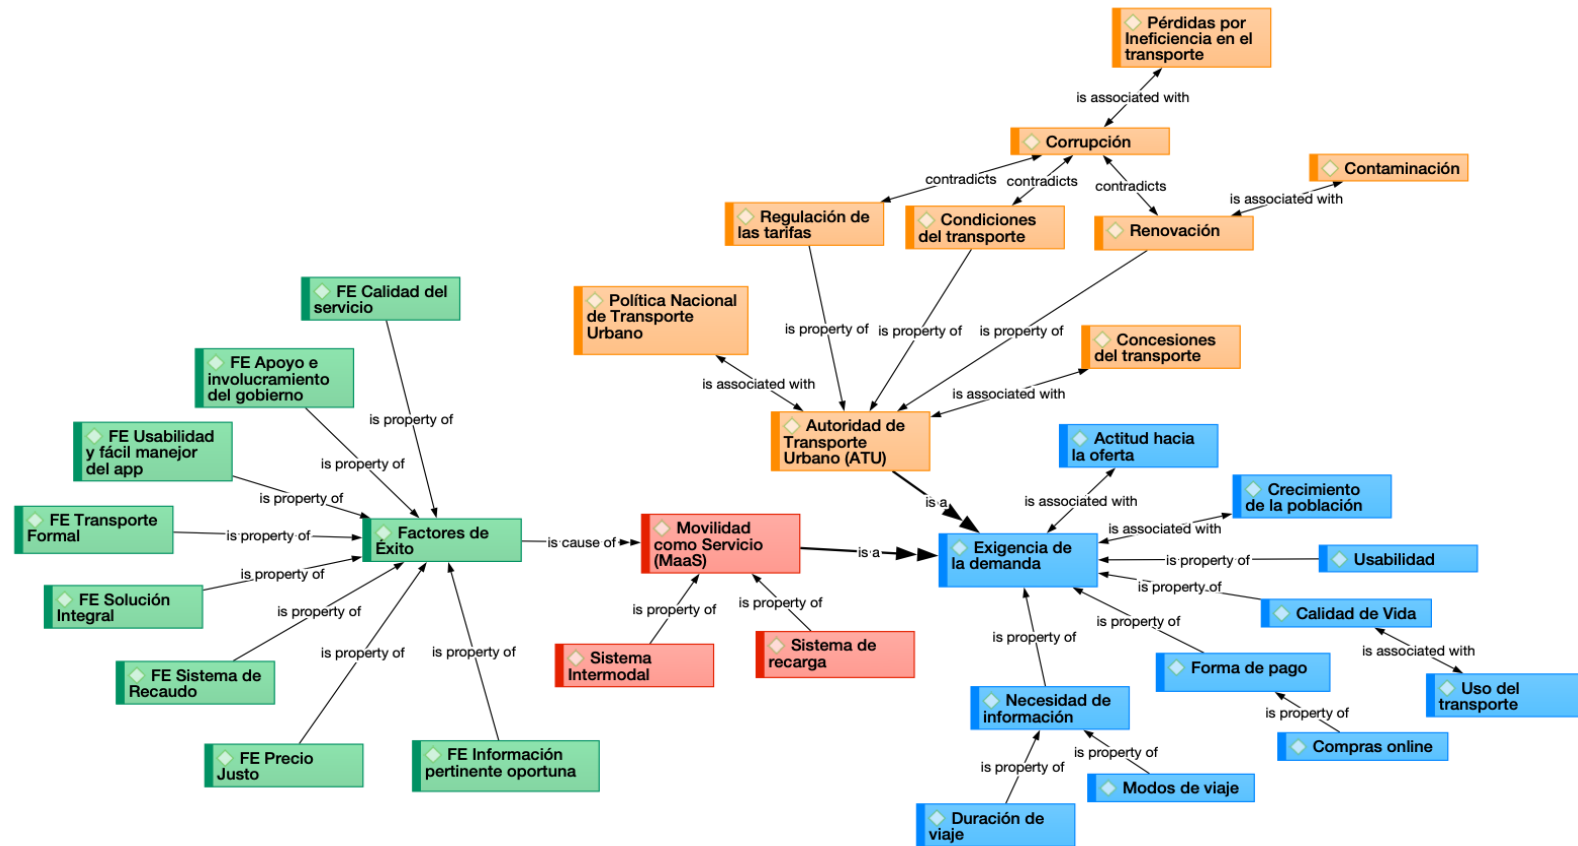 Pérdidas por
Ineficiencia en el
transporte
is associated with
Corrupción
Contaminación
contradicts
contradicts
contradicts
is associated with
Regulación de
las tarifas
Condiciones
del transporte
Renovación
FE Calidad del
servicio
Política Nacional
de Transporte
Urbano
is property of
is property of
is property of
Concesiones
del transporte
FE Apoyo e
involucramiento
del gobierno
is associated with
is associated with
is property of
Autoridad de
Transporte
Urbano (ATU)
Actitud hacia
la oferta
FE Usabilidad
y fácil manejor
del app
is property of
is property of
is a
is associated with
Crecimiento
de la población
FE Transporte
Formal
is property of
Factores de
Éxito
is cause of
Movilidad
como Servicio
(MaaS)
is a
Exigencia de
la demanda
is associated with
is property of
Usabilidad
is property of
is property of
FE Solución
Integral
is property of
is property of
is property of
is property of
Calidad de Vida
is associated with
is property of
is property of
is property of
Sistema
Intermodal
Sistema de
recarga
Forma de pago
FE Sistema de
Recaudo
Uso del
transporte
Necesidad de
información
is property of
Compras online
FE Precio
Justo
FE Información
pertinente oportuna
is property of
is property of
Modos de viaje
Duración de
viaje